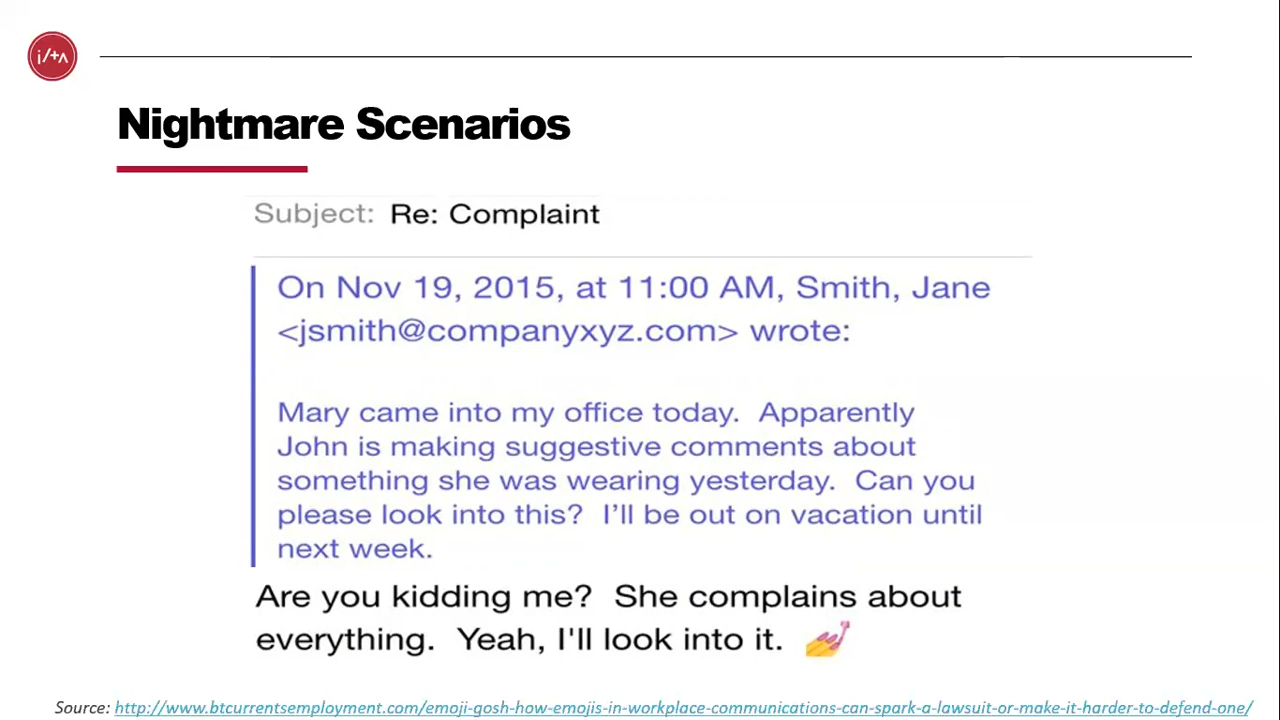 i/+ʌ
Nightmare Scenarios
Subject: Re: Complaint
On Nov 19, 2015, at 11:00 AM, Smith, Jane
<jsmith@companyxyz.com> wrote:
Mary came into my office today.  Apparently
John is making suggestive comments about
something she was wearing yesterday.  Can you
please look into this?  I’ll be out on vacation until
next week.
Are you kidding me?  She complains about
everything.  Yeah, I'll look into it. 💅
Source: http://www.btcurrentsemployment.com/emoji-gosh-how-emojis-in-workplace-communications-can-spark-a-lawsuit-or-make-it-harder-to-defend-one/